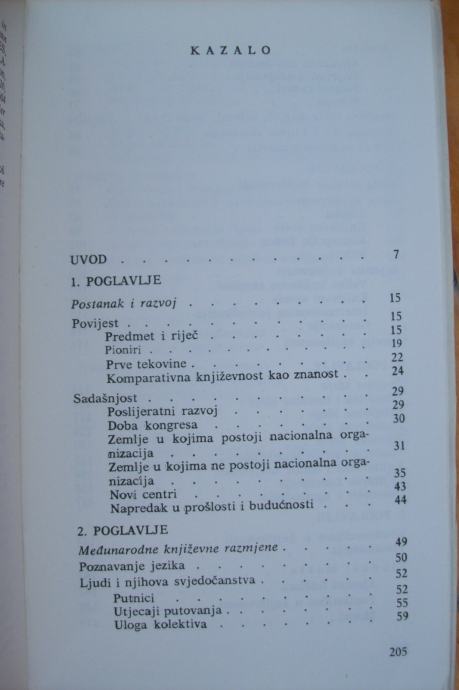 KAZALO
UVOD . . . . . . . . . . . . 7
1. POGLAVLJE
Postanak i razvoj . . . . . . . . . 15
Povijest . . . . . . . . . . . . 15
Predmet i riječ . . . . . . . . 15
Pioniri . . . . . . . . . . . 19
Prve tekovine . . . . . . . . . 22
Komparativna književnost kao znanost . . 24
Sadašnjost . . . . . . . . . . . 29
Poslijeratni razvoj . . . . . . . 29
Doba kongresa . . . . . . . . 30
Zemlje u kojima postoji nacionalna orga-
nizacija . . . . . . . . . . 31
Zemlje u kojima ne postoji nacionalna orga-
nizacija . . . . . . . . . . 35
Novi centri . . . . . . . . . 43
Napredak u prošlosti i budućnosti . . . 44
2. POGLAVLJE
Međunarodne književne razmjene . . . . . 49
Poznavanje jezika . . . . . . . . . 50
Ljudi i njihova svjedočanstva . . . . . . 52
Putnici . . . . . . . . . . 52
Utjecaji putovanja . . . . . . . . 55
Uloga kolektiva . . . . . . . . 59
205